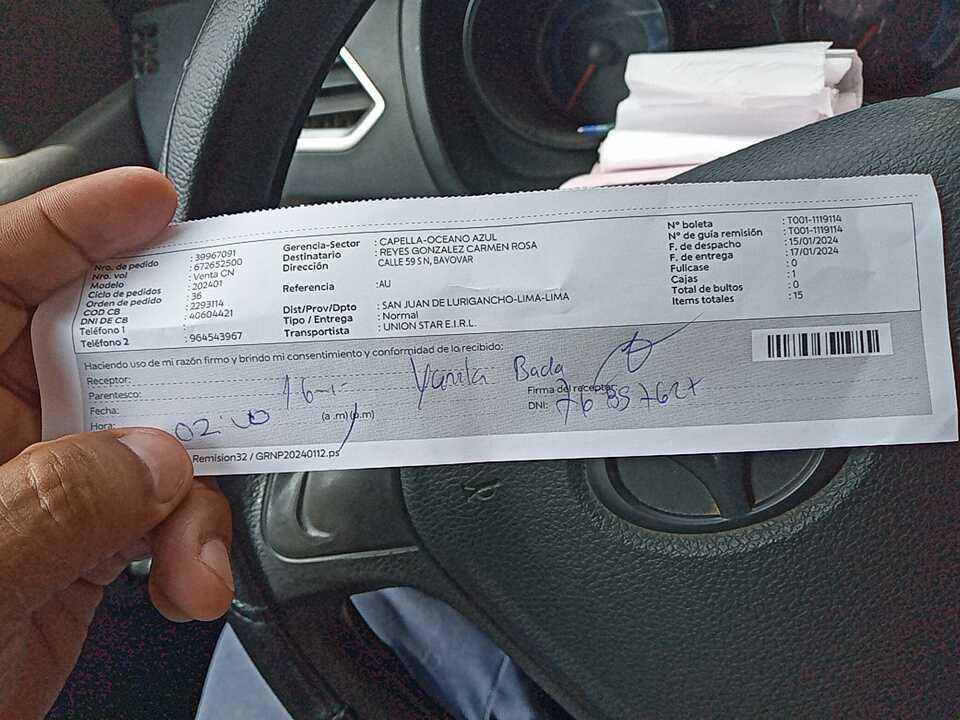 Nro. de pedido : 39967091
Nro. vol : 672652500
Modelo : Venta CN
Ciclo de pedidos : 202401
Orden de pedido : 36
COD CB : 2293114
DNI DE CB : 40604421
Teléfono 1 :
Teléfono 2 : 964543967
Gerencia-Sector : CAPELLA-OCEANO AZUL
Destinatario : REYES GONZALEZ CARMEN ROSA
Dirección CALLE 59 S N, BAYOVAR
Referencia :AU
Dist/Prov/Dpto : SAN JUAN DE LURIGANCHO-LIMA-LIMA
Tipo / Entrega : Normal
Transportista : UNION STAR E.I.R.L.
N° boleta : T001-1119114
N° de guía remisión : T001-1119114
F. de despacho : 15/01/2024
F. de entrega : 17/01/2024
Fullcase : 0
Cajas : 1
Total de bultos : 0
Items totales : 15
Haciendo uso de mi razón firmo y brindo mi consentimiento y conformidad de lo recibido:
Receptor: Bada
Parentesco:
Firma del receptor
Fecha: 16-1-
DNI:
Hora: (a .m) (p.m)
Remision32 / GRNP20240112.ps